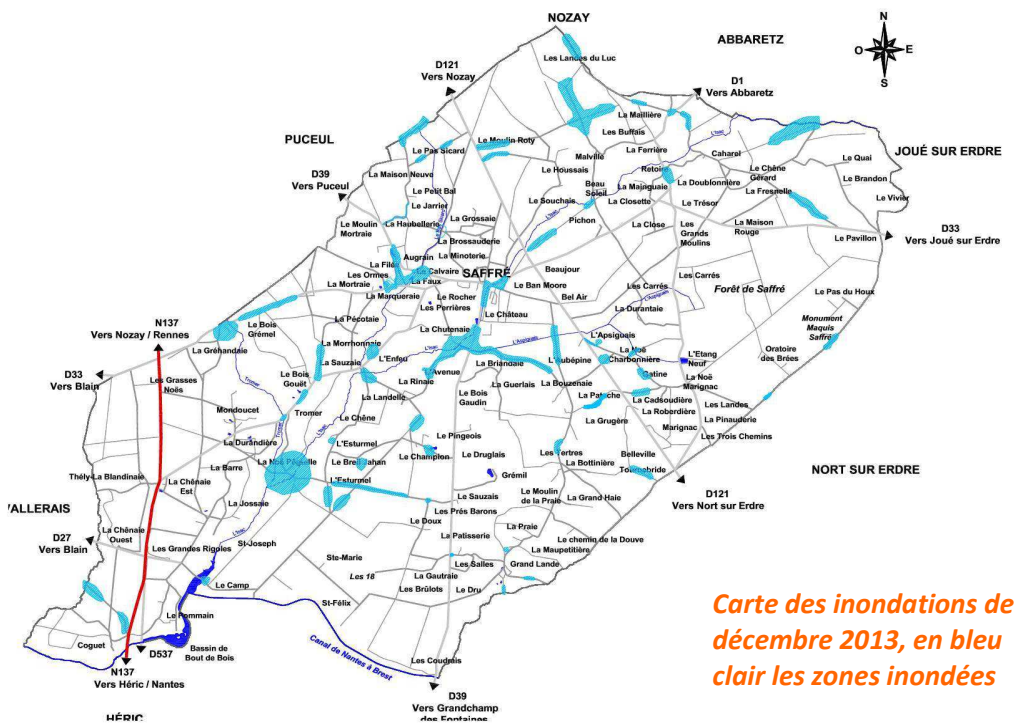 NOZAY
ABBARETZ
N
O
E
S
Les Landes du Luc
D121
Vers Nozay
D1
Vers Abbaretz
La Maillière
Les Buffais
L'Isac
PUCEUL
Le Moulin Roty
Le Pas Sicard
La Ferrière
Malville
Caharel
JOUÉ SUR ERDRE
Le Quai
Le Houssais
Retoire
Le Chêne
Gérard
D39
Vers Puceul
La Maison Neuve
Le Petit Bal
Beau
Soleil
La Majaguaie
La Doublonnière
La Fresnelle
Le Brandon
Le Vivier
Le Jarrier
Le Souchais
La Closette
Le Trésor
La Grossaie
L'Isac
Pichon
Le Moulin
Mortraie
La Haubellerie
La Brossauderie
La Close
Les
Grands
Moulins
La Maison
Rouge
Le Pavillon
D33
Vers Joué sur Erdre
Augrain
La Minoterie
La Filée
La Calvaire
SAFFRÉ
Beaujour
Les Ormes
La Faux
La Mortraie
Le Ban Moore
Les Carrés
La Marqueraie
Le Rocher
Les Perrières
Bel Air
Les Carrés
Forêt de Saffré
Le Pas du Houx
La Pécotaie
Le Château
La Durantaie
N137
Vers Nozay / Rennes
Le Bois
Grémel
La Chutenaie
L'Apsiguais
Monument
Maquis
Saffré
La Gréhandaie
La Morrhonnaie
L'Isac
L'Apsiguais
La Noë
Charbonnière
L'Etang
Neuf
Oratoire
des Brées
La Sauzaie
L'Enfeu
La Briandaie
L'Aubépine
D33
Vers Blain
Le Bois
Gouët
L'Avenue
La Rinaie
La Guerlais
La Bouzenaie
Gatine
La Noë
Marignac
Les Grasses
Noës
Tromer
La Landelle
Le Bois
Gaudin
La Patoche
La Cadsoudière
Les Landes
Mondoucet
Tromer
Le Chêne
La Roberdière
La Pinauderie
La Grugère
Marignac
La Durandière
L'Esturmel
Le Pingeois
Les Trois Chemins
Le Druglais
Les Tertres
Belleville
La Barre
Le Champlon
La Bottinière
Tournebride
Thély-La Blandinaie
L'Esturmel
Grémil
NORT SUR ERDRE
La Chênaie
Est
Le Moulin
de la Praie
La Grand Haie
D121
Vers Nort sur Erdre
La Jossaie
Le Sauzais
Les Prés Barons
Le Doux
La Praie
La Chênaie
Ouest
La Patisserie
Le chemin de la Douve
La Maupetitière
D27
Vers Blain
Les Grandes Rigoles
L'Isac
St-Joseph
Ste-Marie
Les Salles
Grand Lande
Les 18
La Gautraie
Le Camp
Les Brûlots
Le Dru
St-Félix
Coguet
Bassin de
Bout de Bois
Canal de Nantes à Brest
D537
Les Coudrais
N137
Vers Héric / Nantes
D39
Vers Grandchamp
des Fontaines
HÉRIC
Carte des inondations de
décembre 2013, en bleu
clair les zones inondées